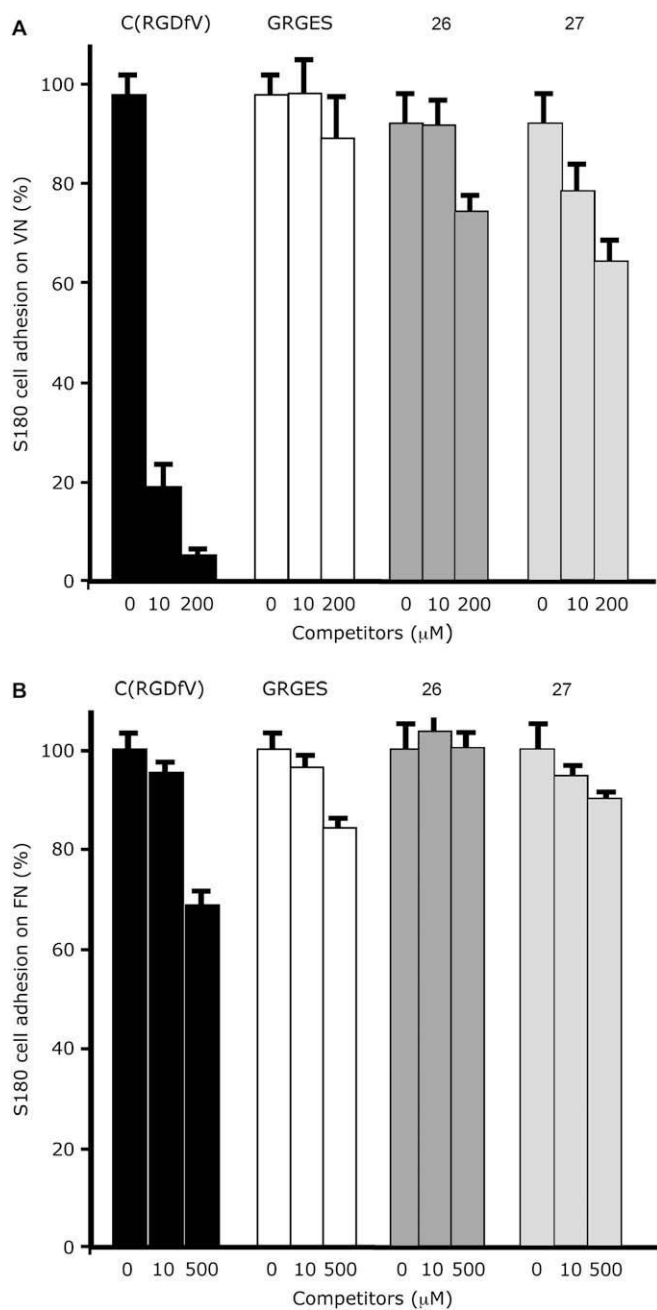 A
C(RGDfV) GRGES 26 27
S180 cell adhesion on VN (%)
100
80
60
40
20
0
0 10 200 0 10 200 0 10 200 0 10 200
Competitors (μM)
B
C(RGDfV) GRGES 26 27
S180 cell adhesion on FN (%)
100
80
60
40
20
0
0 10 500 0 10 500 0 10 500 0 10 500
Competitors (μM)